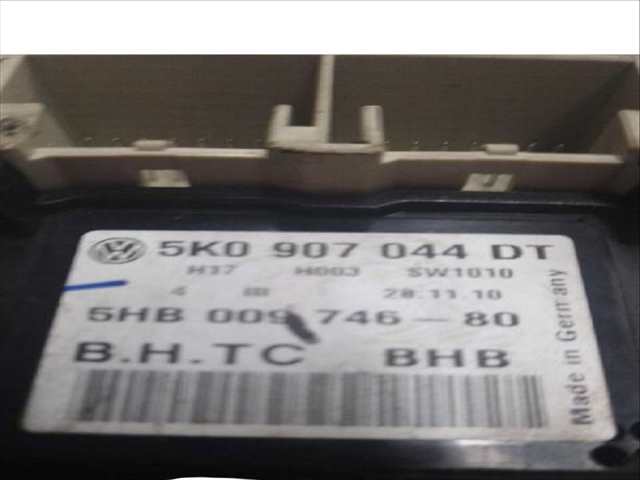 5K0 907 044 DT
H17 H003 SW1010
4 28.11.10
5HB 009 746-80
B.H.TC BHB
Made in Germany